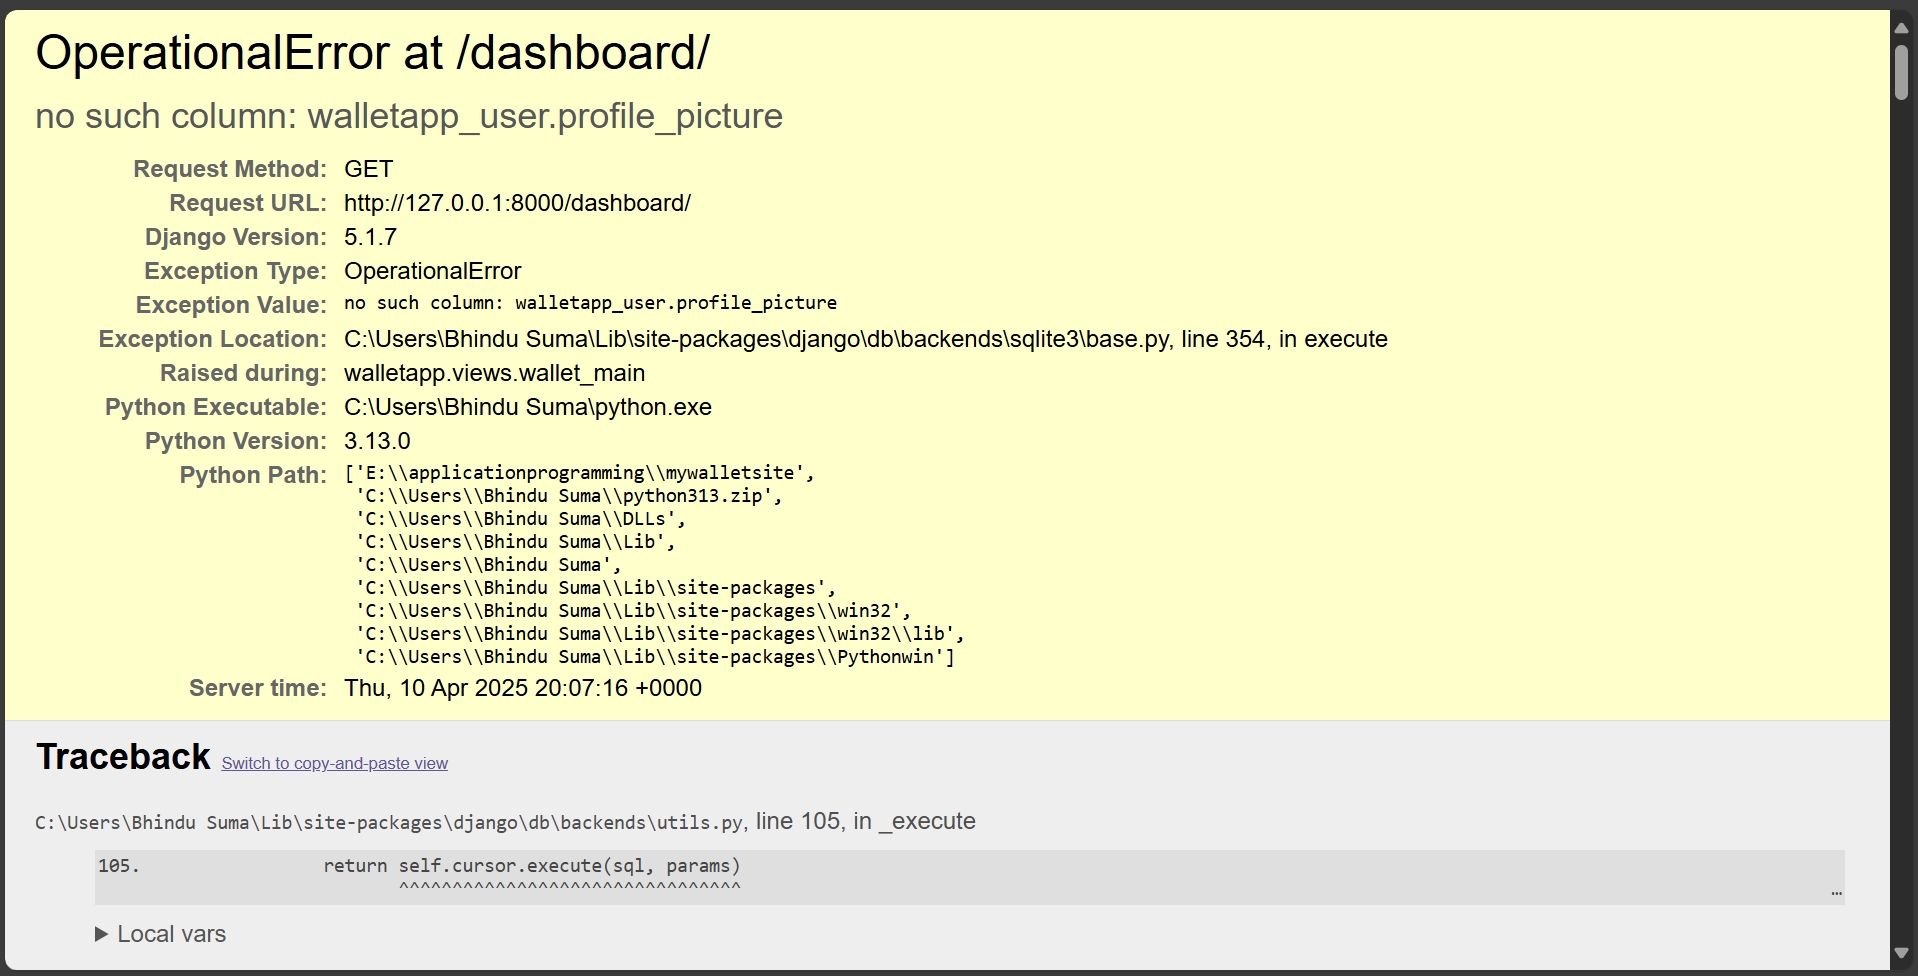 OperationalError at /dashboard/
no such column: walletapp_user.profile_picture
Request Method: GET
Request URL: http://127.0.0.1:8000/dashboard/
Django Version: 5.1.7
Exception Type: OperationalError
Exception Value: no such column: walletapp_user.profile_picture
Exception Location: C:\Users\Bhindu Suma\Lib\site-packages\django\db\backends\sqlite3\base.py, line 354, in execute
Raised during: walletapp.views.wallet_main
Python Executable: C:\Users\Bhindu Suma\python.exe
Python Version: 3.13.0
Python Path: ['E:\\applicationprogramming\\mywalletsite',
'C:\\Users\\Bhindu Suma\\python313.zip',
'C:\\Users\\Bhindu Suma\\DLLs',
'C:\\Users\\Bhindu Suma\\Lib',
'C:\\Users\\Bhindu Suma',
'C:\\Users\\Bhindu Suma\\Lib\\site-packages',
'C:\\Users\\Bhindu Suma\\Lib\\site-packages\\win32',
'C:\\Users\\Bhindu Suma\\Lib\\site-packages\\win32\\lib',
'C:\\Users\\Bhindu Suma\\Lib\\site-packages\\Pythonwin']
Server time: Thu, 10 Apr 2025 20:07:16 +0000
Traceback Switch to copy-and-paste view
C:\Users\Bhindu Suma\Lib\site-packages\django\db\backends\utils.py, line 105, in _execute
105. return self.cursor.execute(sql, params)
^^^^^^^^^^^^^^^^^^^^^^^^^^^^^^^^ …
▶ Local vars